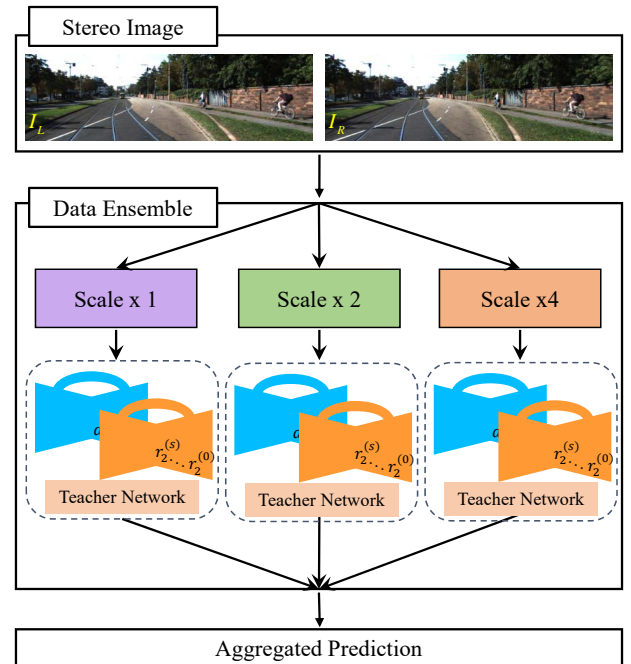 Stereo Image
I_L
I_R
Data Ensemble
Scale x 1
Scale x 2
Scale x4
d
r_2^{(s)}...r_2^{(0)}
Teacher Network
d
r_2^{(s)}...r_2^{(0)}
Teacher Network
d
r_2^{(s)}...r_2^{(0)}
Teacher Network
Aggregated Prediction